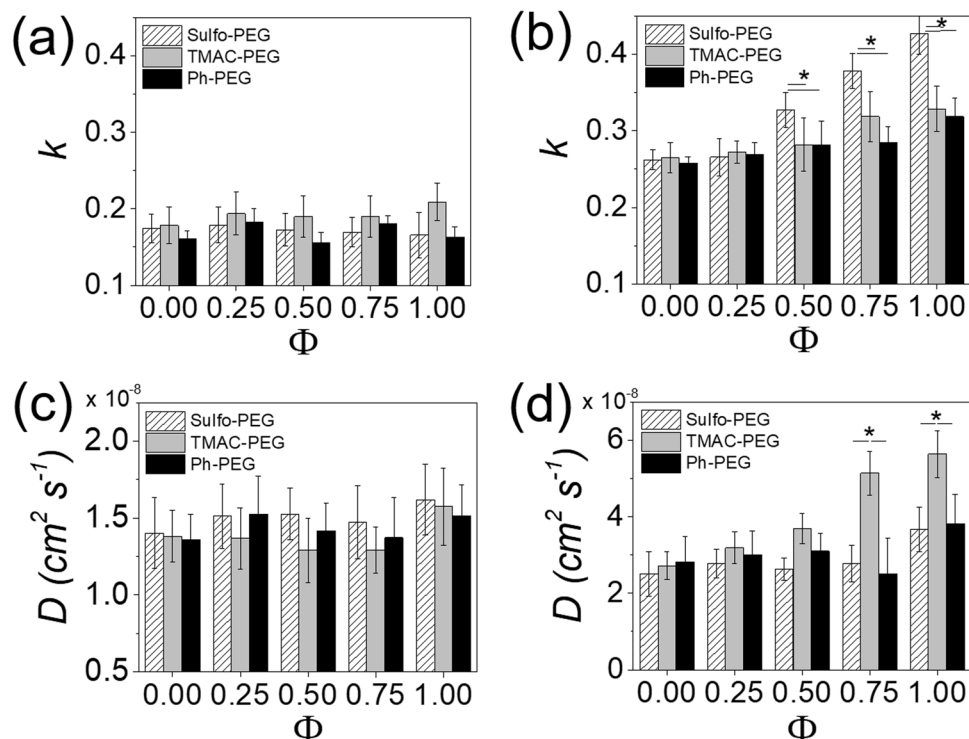 (a)
Sulfo-PEG
TMAC-PEG
Ph-PEG
0.4
0.3
0.2
0.1
k
0.00 0.25 0.50 0.75 1.00
Φ
(b)
Sulfo-PEG
TMAC-PEG
Ph-PEG
* * *
0.4
0.3
0.2
0.1
k
0.00 0.25 0.50 0.75 1.00
Φ
(c)
x 10⁻⁸
Sulfo-PEG
TMAC-PEG
Ph-PEG
2.0
1.5
1.0
0.5
D (cm² s⁻¹)
0.00 0.25 0.50 0.75 1.00
Φ
(d)
x 10⁻⁸
Sulfo-PEG
TMAC-PEG
Ph-PEG
* *
6
4
2
0
D (cm² s⁻¹)
0.00 0.25 0.50 0.75 1.00
Φ